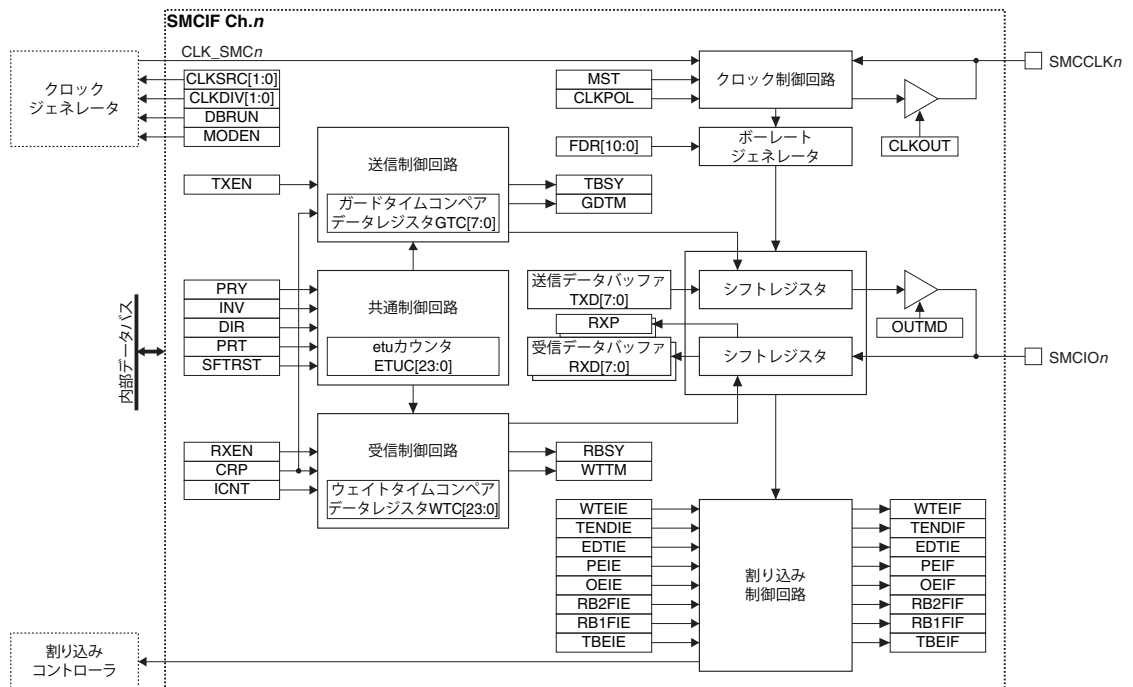 SMCIF Ch.n
CLK_SMCn
クロック
ジェネレータ
CLKSRC[1:0]
CLKDIV[1:0]
DBRUN
MODEN
MST
CLKPOL
クロック制御回路
SMCCLKn
CLKOUT
FDR[10:0]
ボーレート
ジェネレータ
TXEN
送信制御回路
ガードタイムコンペア
データレジスタGTC[7:0]
TBSY
GDTM
内部データバス
PRY
INV
DIR
PRT
SFTRST
共通制御回路
etuカウンタ
ETUC[23:0]
送信データバッファ
TXD[7:0]
シフトレジスタ
OUTMD
RXP
受信データバッファ
RXD[7:0]
シフトレジスタ
SMCIOn
RXEN
CRP
ICNT
受信制御回路
ウェイトタイムコンペア
データレジスタWTC[23:0]
RBSY
WTTM
WTEIE
TENDIE
EDTIE
PEIE
OEIE
RB2FIE
RB1FIE
TBEIE
割り込み
制御回路
WTEIF
TENDIF
EDTIE
PEIF
OEIF
RB2FIF
RB1FIF
TBEIF
割り込み
コントローラ